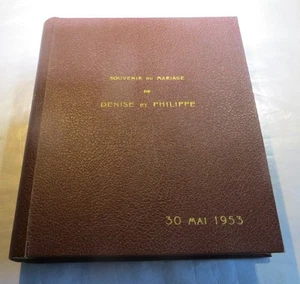 SOUVENIR DU MARIAGE
DE
DENISE ET PHILIPPE
30 MAI 1953